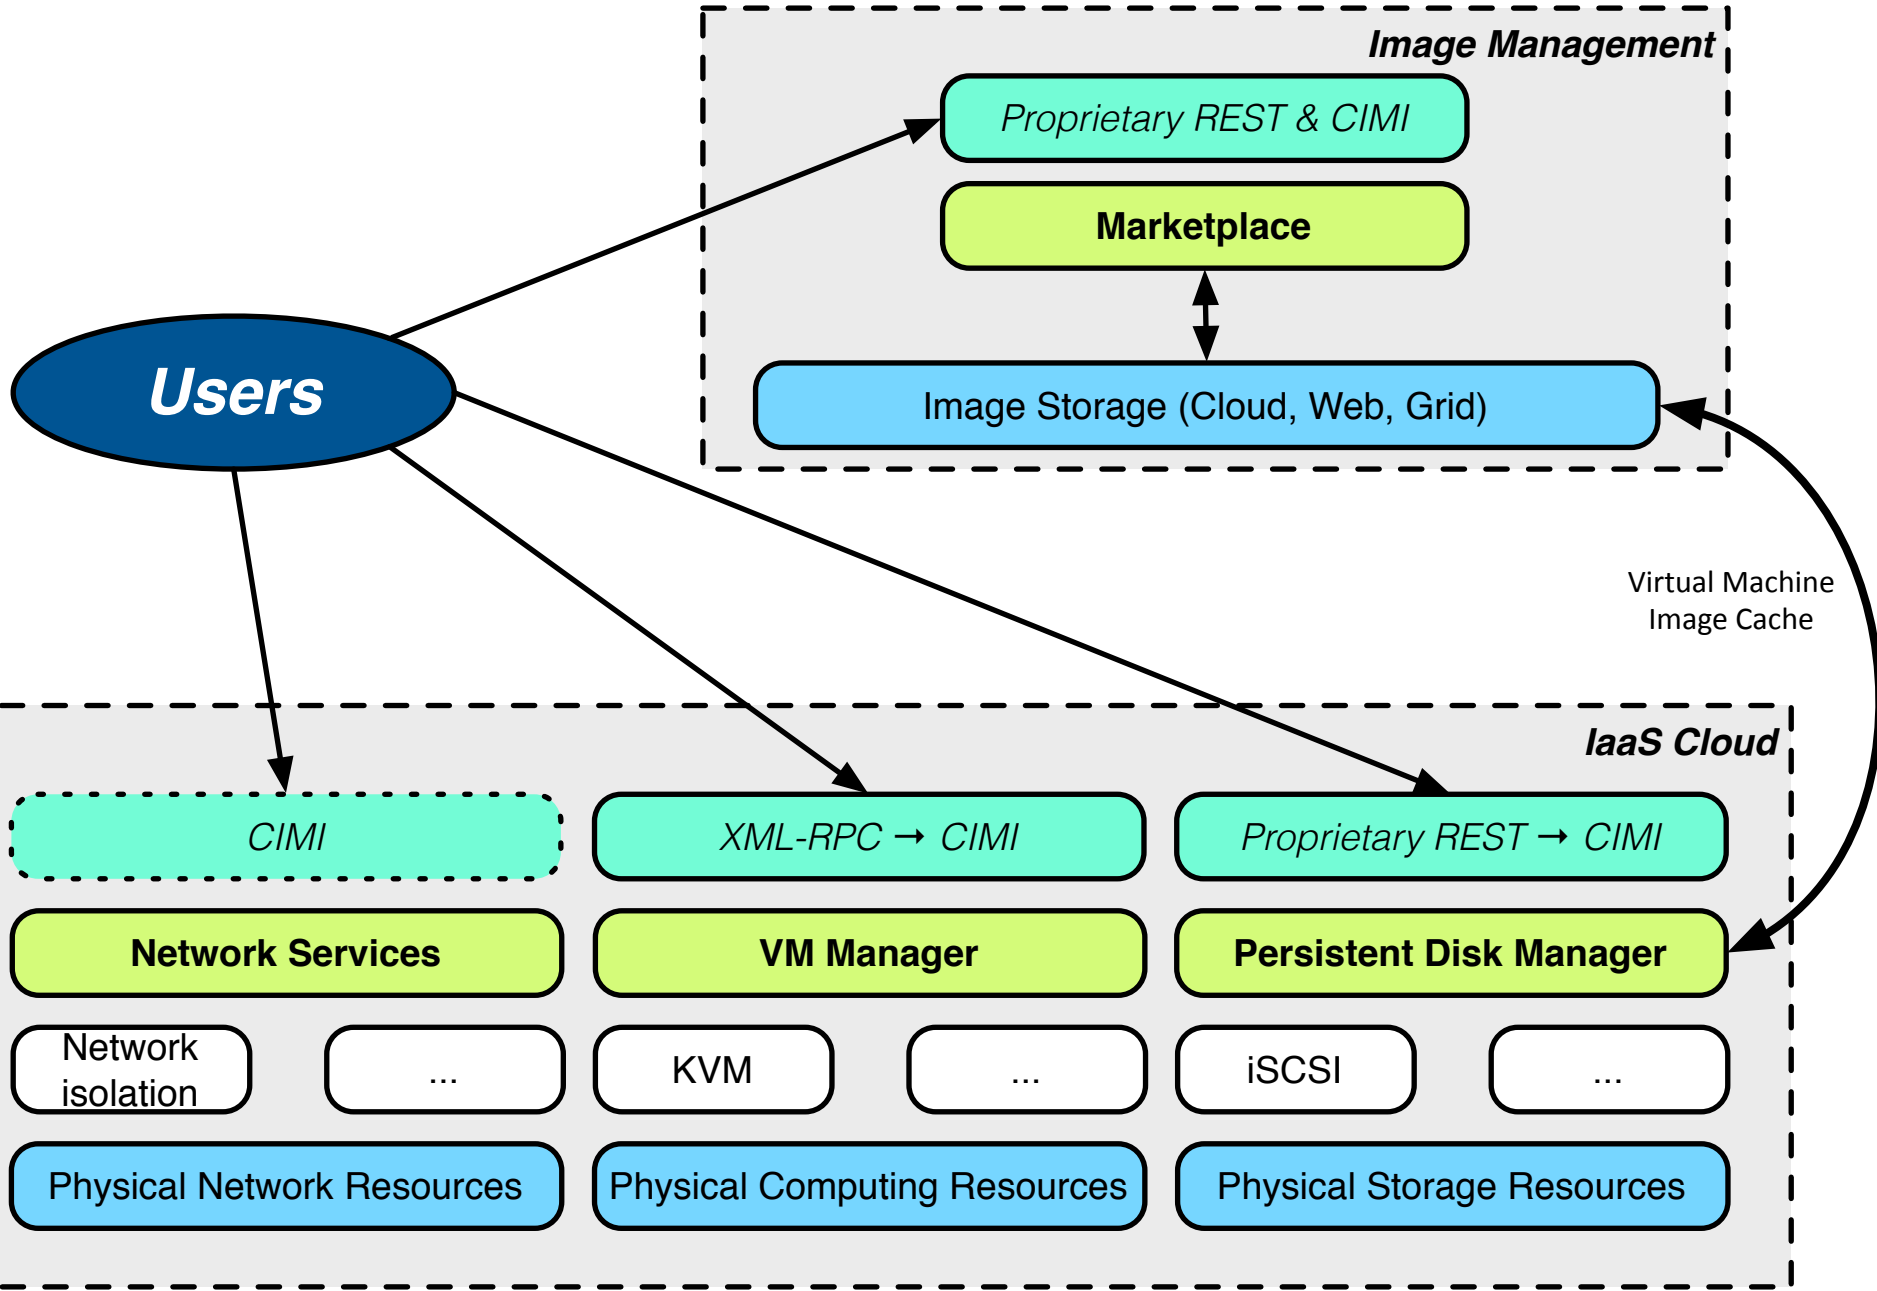 Image Management
Proprietary REST & CIMI
Marketplace
Users
Image Storage (Cloud, Web, Grid)
Virtual Machine
Image Cache
IaaS Cloud
CIMI
XML-RPC → CIMI
Proprietary REST → CIMI
Network Services
VM Manager
Persistent Disk Manager
Network
isolation
...
KVM
...
iSCSI
...
Physical Network Resources
Physical Computing Resources
Physical Storage Resources